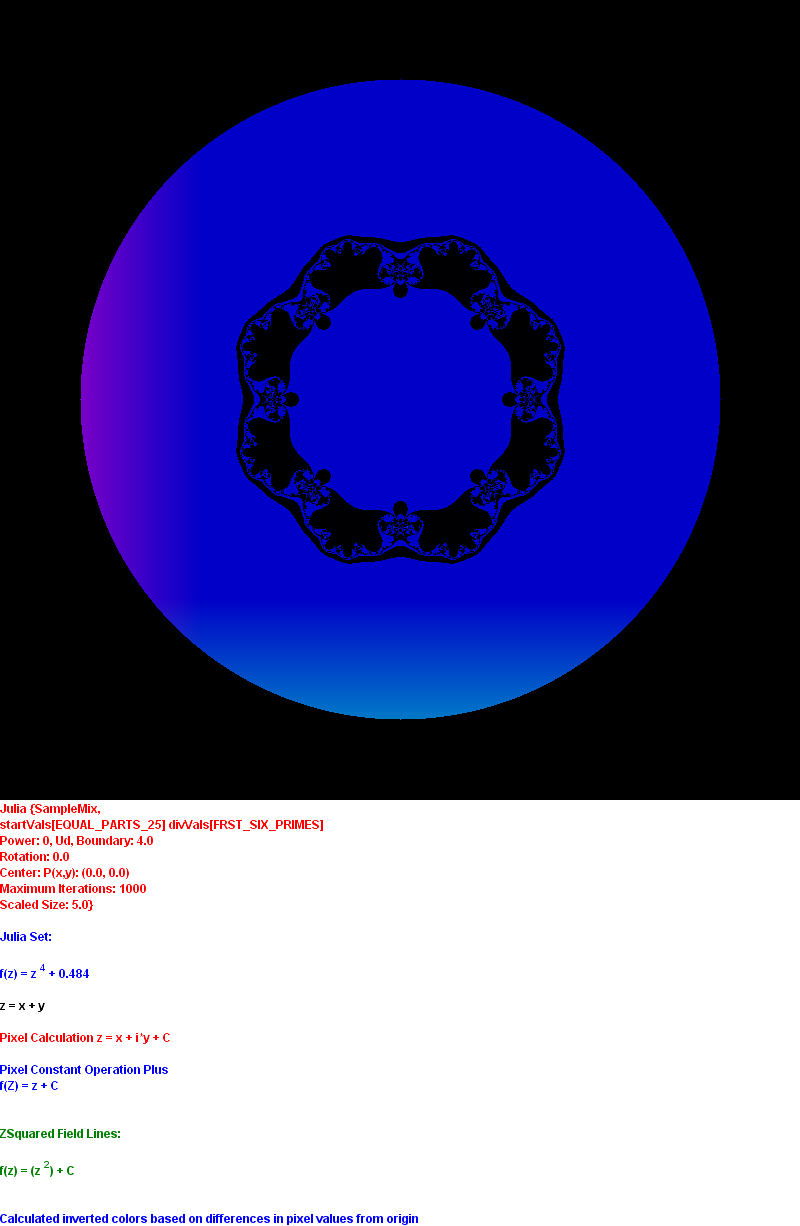 Julia {SampleMix,
startVals[EQUAL_PARTS_25] divVals[FRST_SIX_PRIMES]
Power: 0, Ud, Boundary: 4.0
Rotation: 0.0
Center: P(x,y): (0.0, 0.0)
Maximum Iterations: 1000
Scaled Size: 5.0}
Julia Set:
f(z) = z 4 + 0.484
z = x + y
Pixel Calculation z = x + i*y + C
Pixel Constant Operation Plus
f(Z) = z + C
ZSquared Field Lines:
f(z) = (z 2) + C
Calculated inverted colors based on differences in pixel values from origin